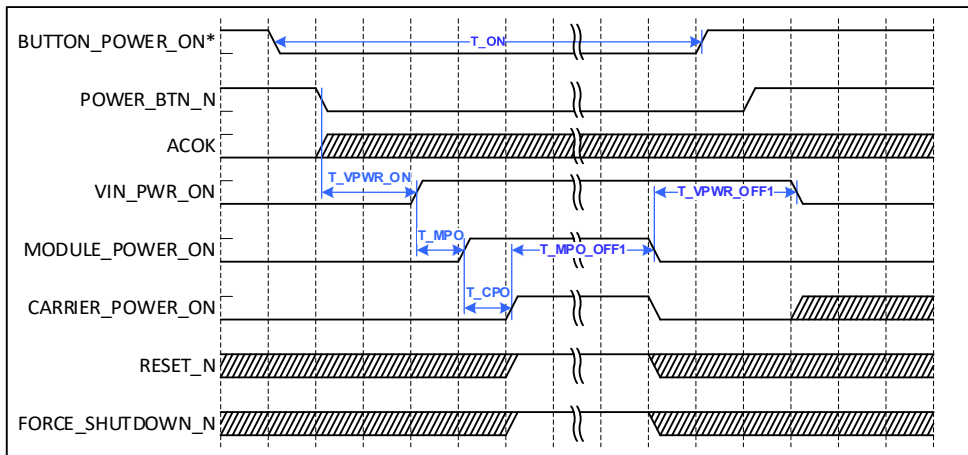 BUTTON_POWER_ON*
T_ON
POWER_BTN_N
ACOK
T_VPWR_ON
T_VPWR_OFF1
VIN_PWR_ON
T_MPO
T_MPO_OFF1
MODULE_POWER_ON
T_CPO
CARRIER_POWER_ON
RESET_N
FORCE_SHUTDOWN_N